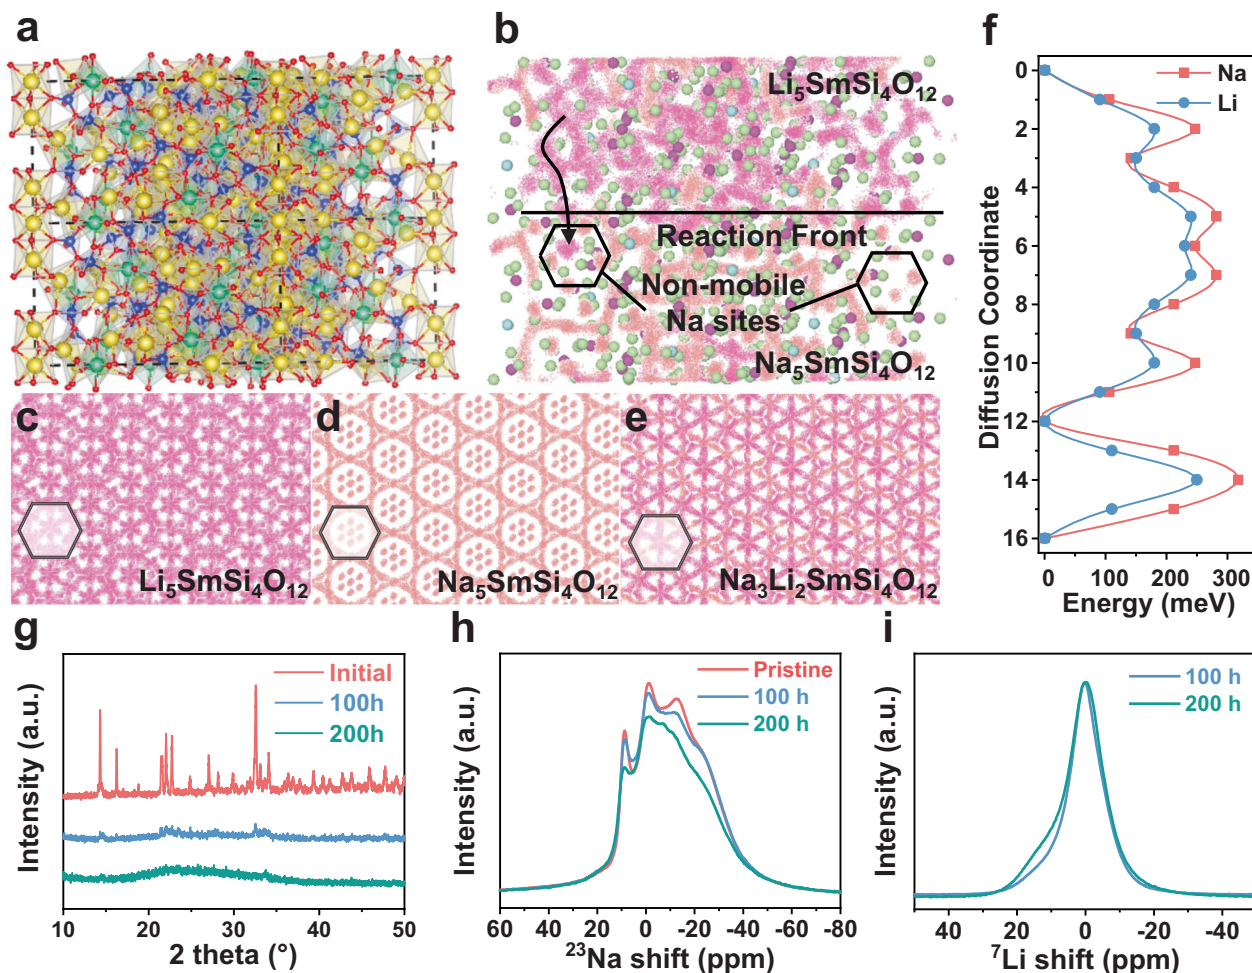 a
b
Li₅SmSi₄O₁₂
Reaction Front
Non-mobile
Na sites
Na₅SmSi₄O₁₂
f
Na
Li
Diffusion Coordinate
0
2
4
6
8
10
12
14
16
0 100 200 300
Energy (meV)
c
Li₅SmSi₄O₁₂
d
Na₅SmSi₄O₁₂
e
Na₃Li₂SmSi₄O₁₂
g
Initial
100h
200h
Intensity (a.u.)
10 20 30 40 50
2 theta (°)
h
Pristine
100 h
200 h
Intensity (a.u.)
60 40 20 0 -20 -40 -60 -80
²³Na shift (ppm)
i
100 h
200 h
Intensity (a.u.)
40 20 0 -20 -40
⁷Li shift (ppm)